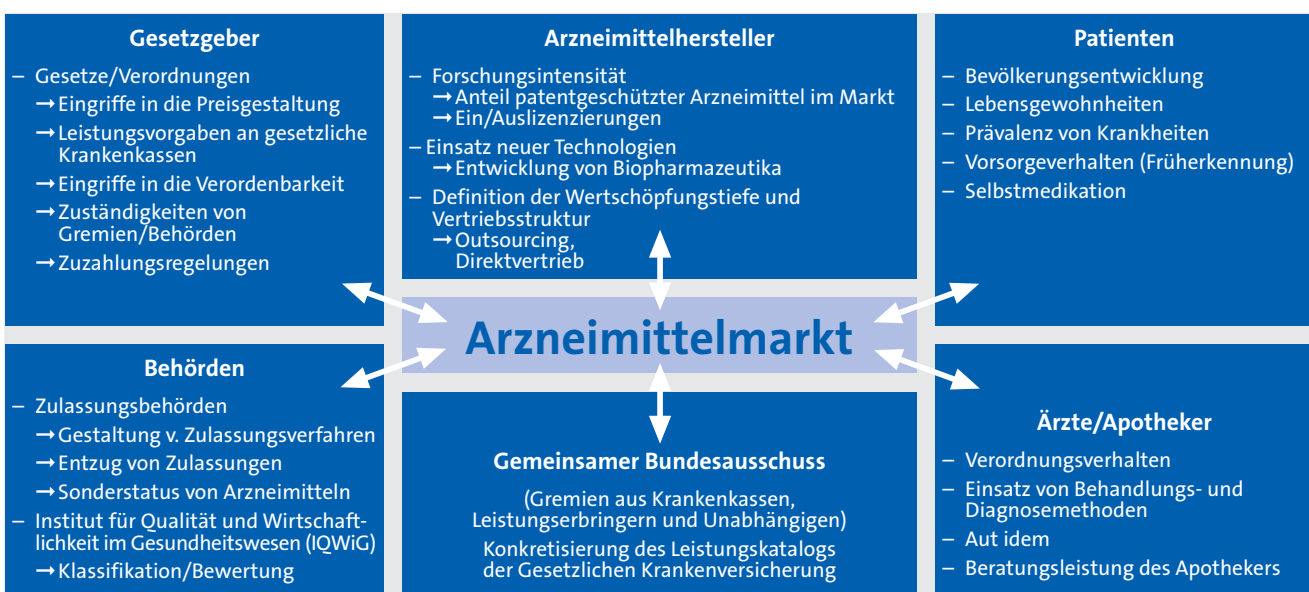 Gesetzgeber
– Gesetze/Verordnungen
→ Eingriffe in die Preisgestaltung
→ Leistungsvorgaben an gesetzliche
Krankenkassen
→ Eingriffe in die Verordenbarkeit
→ Zuständigkeiten von
Gremien/Behörden
→ Zuzahlungsregelungen
Arzneimittelhersteller
– Forschungsintensität
→ Anteil patentgeschützter Arzneimittel im Markt
→ Ein/Auslizenzierungen
– Einsatz neuer Technologien
→ Entwicklung von Biopharmazeutika
– Definition der Wertschöpfungstiefe und
Vertriebsstruktur
→ Outsourcing,
Direktvertrieb
Patienten
– Bevölkerungsentwicklung
– Lebensgewohnheiten
– Prävalenz von Krankheiten
– Vorsorgeverhalten (Früherkennung)
– Selbstmedikation
Arzneimittelmarkt
Behörden
– Zulassungsbehörden
→ Gestaltung v. Zulassungsverfahren
→ Entzug von Zulassungen
→ Sonderstatus von Arzneimitteln
– Institut für Qualität und Wirtschaft-
lichkeit im Gesundheitswesen (IQWiG)
→ Klassifikation/Bewertung
Gemeinsamer Bundesausschuss
(Gremien aus Krankenkassen,
Leistungserbringern und Unabhängigen)
Konkretisierung des Leistungskatalogs
der Gesetzlichen Krankenversicherung
Ärzte/Apotheker
– Verordnungsverhalten
– Einsatz von Behandlungs- und
Diagnosemethoden
– Aut idem
– Beratungsleistung des Apothekers